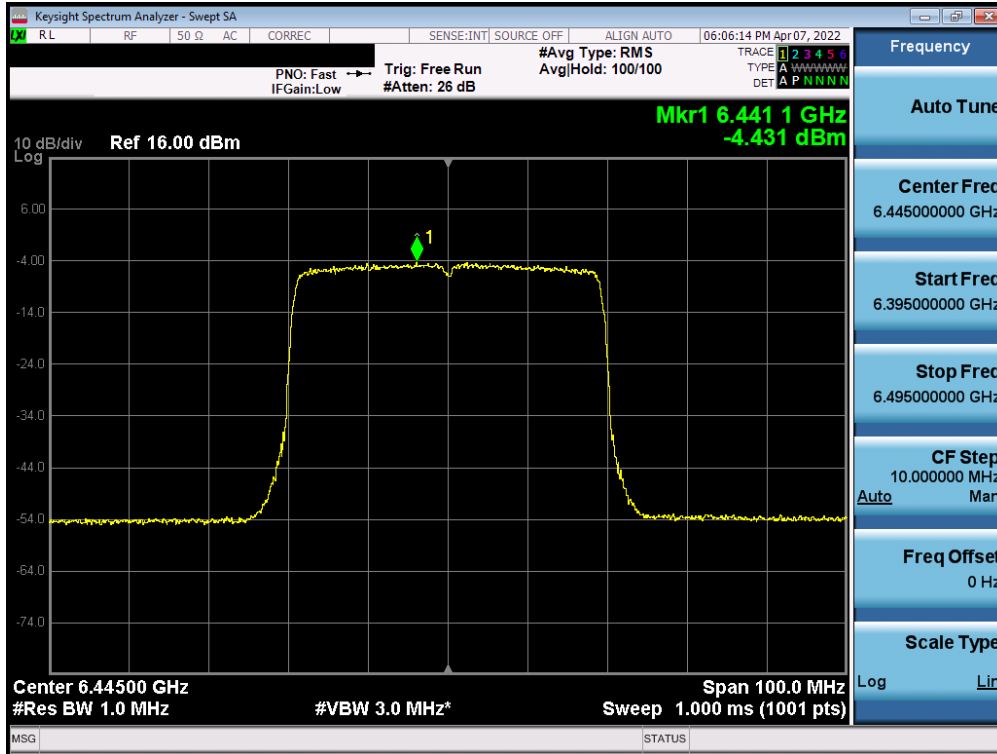 Keysight Spectrum Analyzer - Swept SA
LXI RL RF 50 Ω AC CORREC SENSE:INT SOURCE OFF ALIGN AUTO 06:06:14 PM Apr 07, 2022
PNO: Fast
IFGain:Low
Trig: Free Run
#Atten: 26 dB
#Avg Type: RMS
Avg|Hold: 100/100
TRACE 1 2 3 4 5 6
TYPE A WWWWW
DET A P N N N N
Mkr1 6.441 1 GHz
-4.431 dBm
10 dB/div Ref 16.00 dBm
Log
1
6.00
-4.00
-14.0
-24.0
-34.0
-44.0
-54.0
-64.0
-74.0
Center 6.44500 GHz Span 100.0 MHz
#Res BW 1.0 MHz #VBW 3.0 MHz* Sweep 1.000 ms (1001 pts)
MSG STATUS
Frequency
Auto Tune
Center Freq
6.445000000 GHz
Start Freq
6.395000000 GHz
Stop Freq
6.495000000 GHz
CF Step
10.000000 MHz
Auto Man
Freq Offset
0 Hz
Scale Type
Log Lin